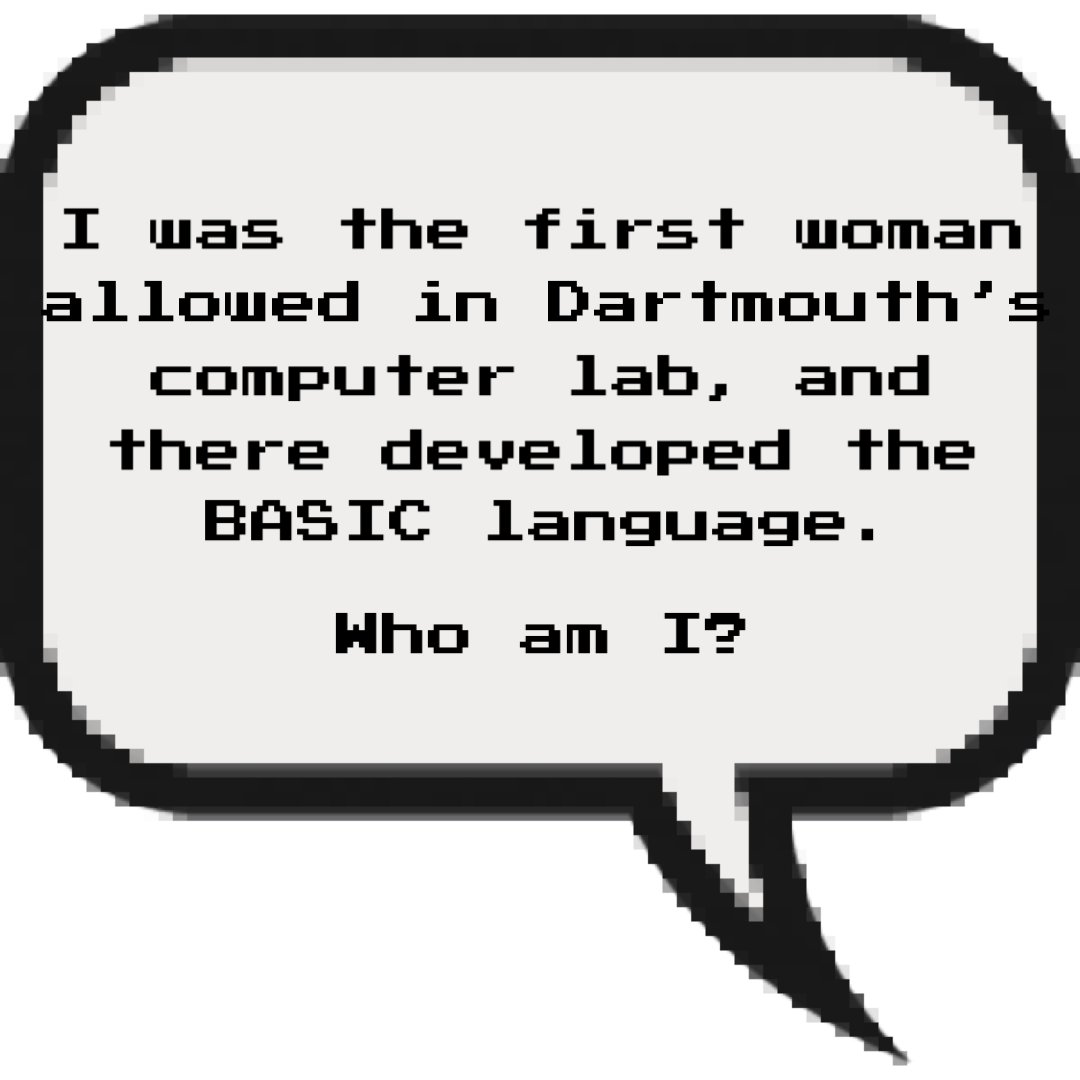 I was the first woman
allowed in Dartmouth's
computer lab, and
there developed the
BASIC language.
Who am I?